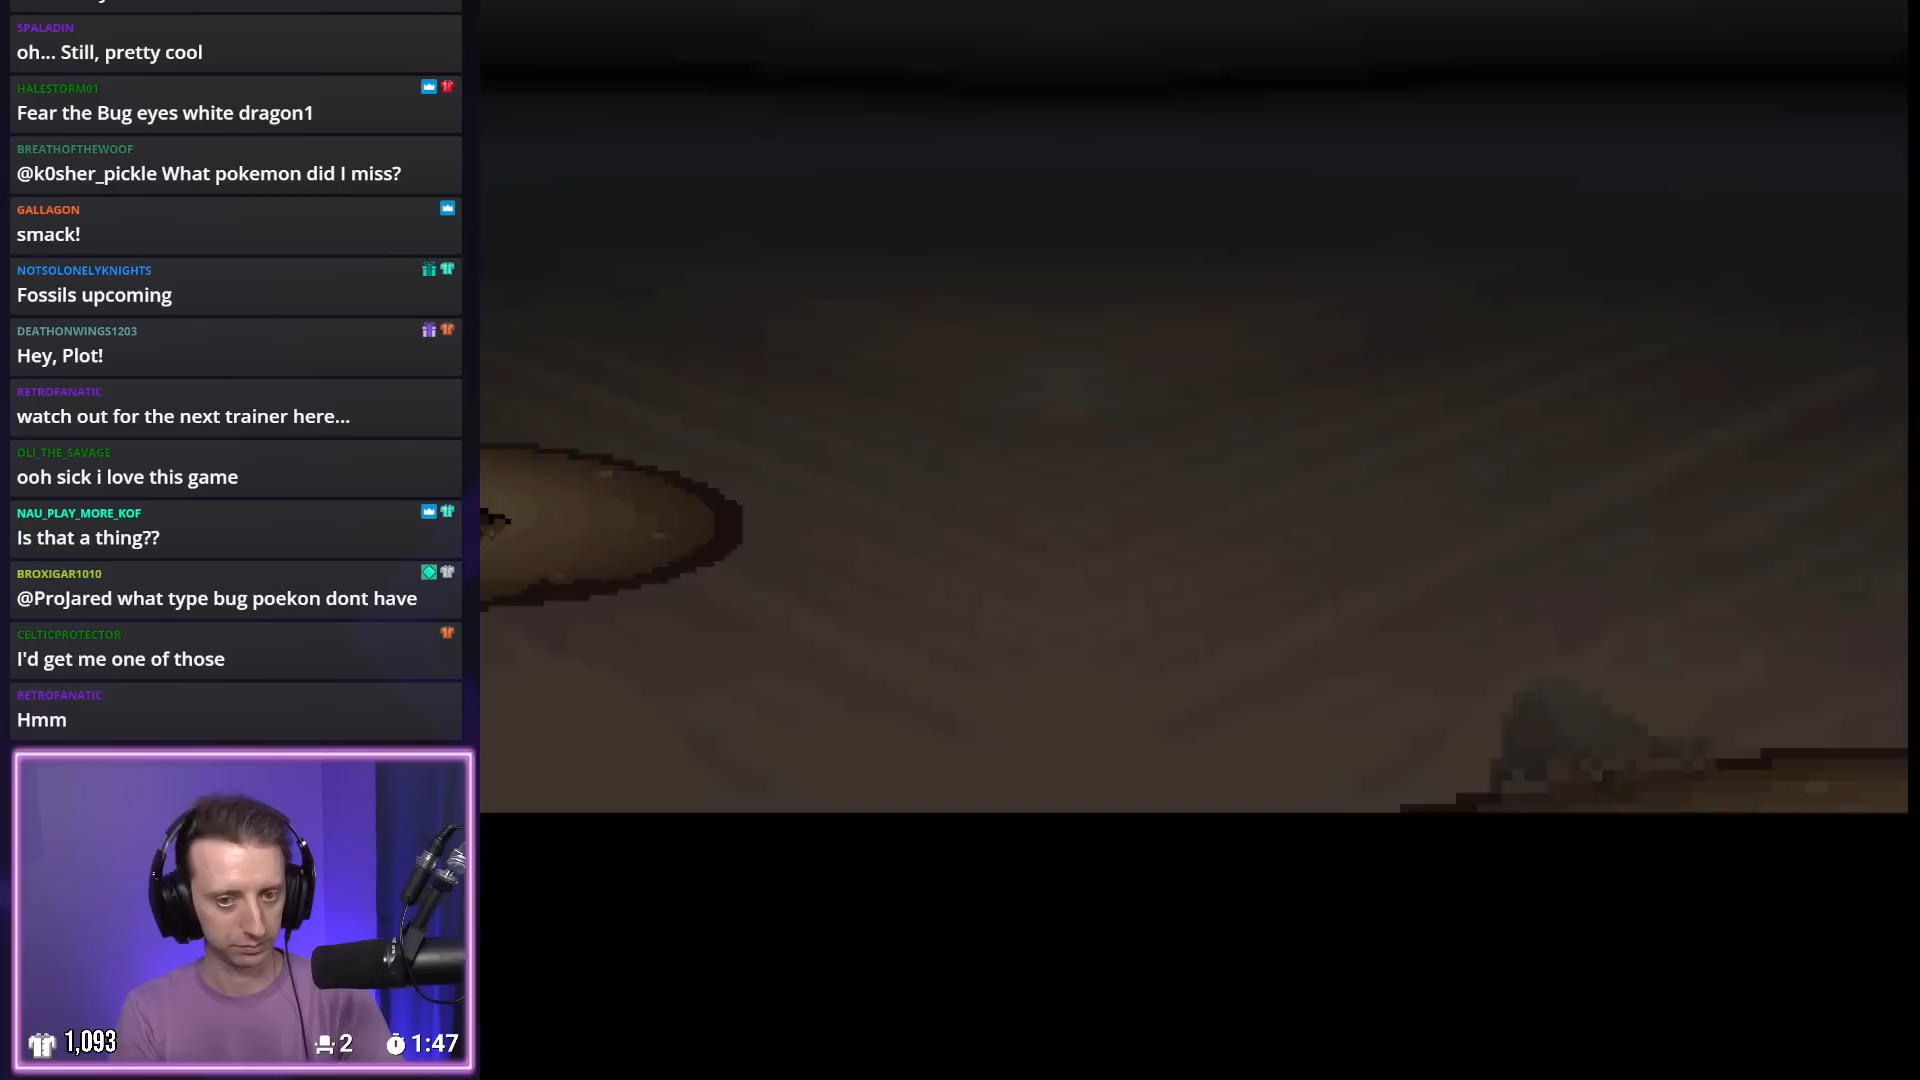 5PALADIN
oh... Still, pretty cool
HALESTORM01
Fear the Bug eyes white dragon1
BREATHOFTHEWOOF
@k0sher_pickle What pokemon did I miss?
GALLAGON
smack!
NOTSOLONELYKNIGHTS
Fossils upcoming
DEATHONWINGS1203
Hey, Plot!
RETROFANATIC
watch out for the next trainer here...
OLI_THE_SAVAGE
ooh sick i love this game
NAU_PLAY_MORE_KOF
Is that a thing??
BROXIGAR1010
@ProJared what type bug poekon dont have
CELTICPROTECTOR
I'd get me one of those
RETROFANATIC
Hmm
1,093
2
1:47